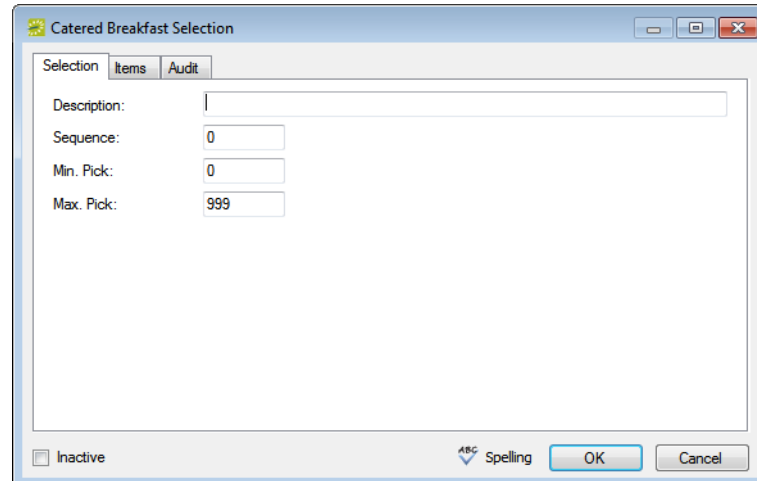 Catered Breakfast Selection
Selection Items Audit
Description:
Sequence: 0
Min. Pick: 0
Max. Pick: 999
Inactive ABC Spelling OK Cancel